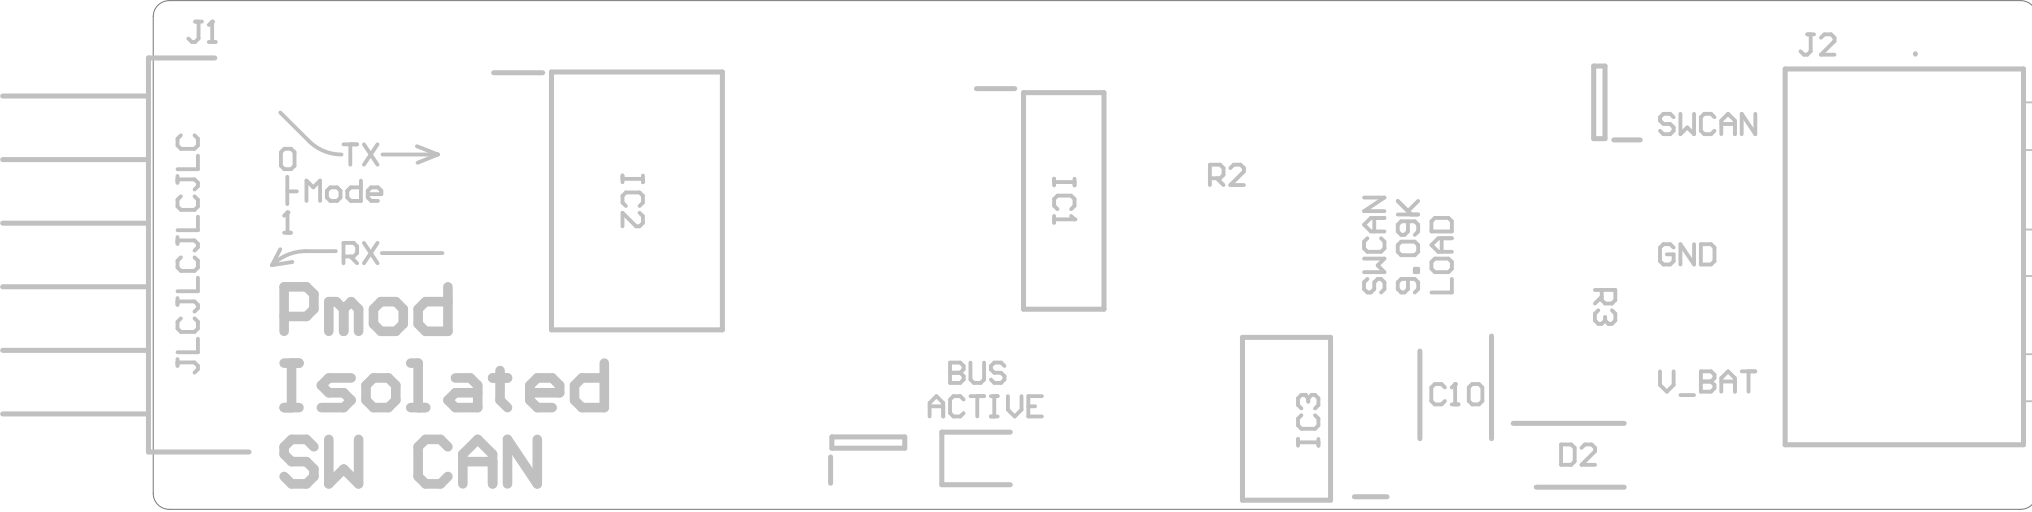 J1
J2
SWCAN
TX
0
Mode
1
RX
JLCJLCJLCJLC
IC2
IC1
R2
SWCAN
9.09K
LOAD
GND
R3
Pmod
Isolated
SW CAN
BUS
ACTIVE
IC3
C10
V_BAT
D2